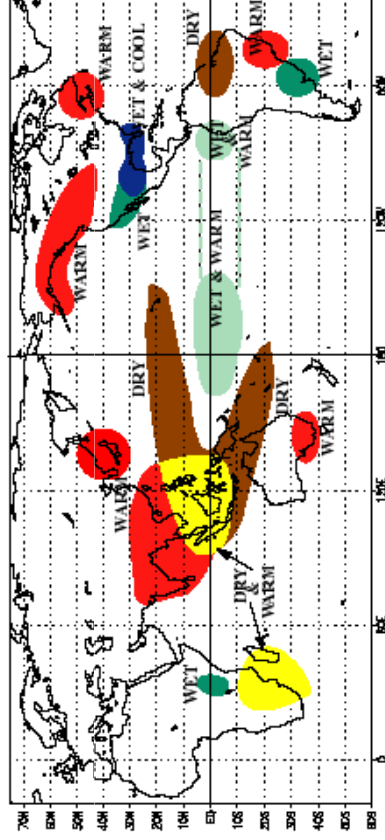 70N
60N
WARM
50N
WARM
40N
WARM
30N
DRY
WET
WET & COOL
20N
10N
WET
DRY
EQ
WET & WARM
WET
&
WARM
10S
DRY
&
WARM
20S
WARM
DRY
30S
40S
WARM
WET
50S
60S
0
60E
120E
180
120W
60W